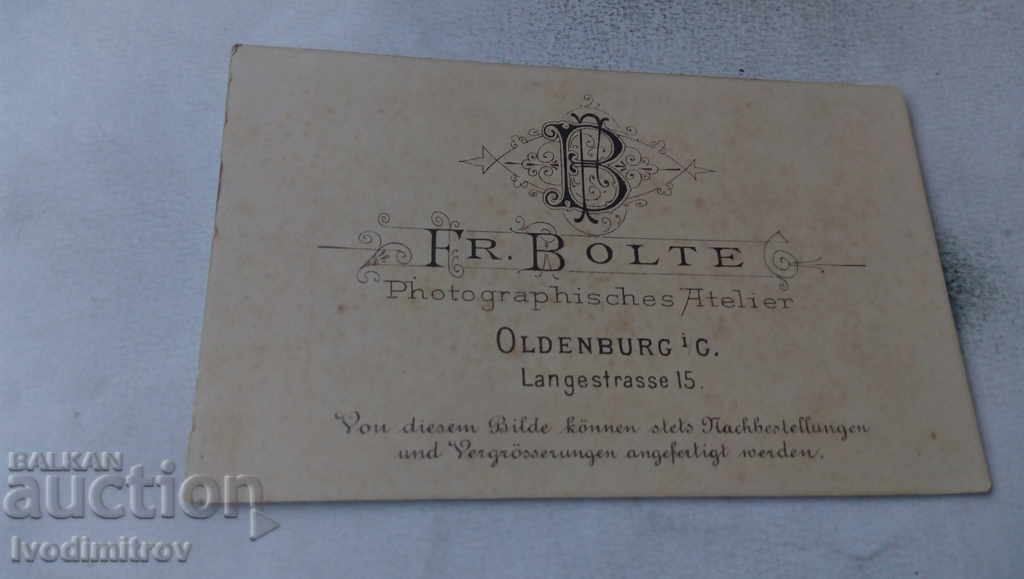 FB
FR. BOLTE
Photographisches Atelier
OLDENBURG i/G.
Langestrasse 15.
Von diesem Bilde können stets Nachbestellungen
und Vergrösserungen angefertigt werden.
BALKAN
auction
Ivodimitrov